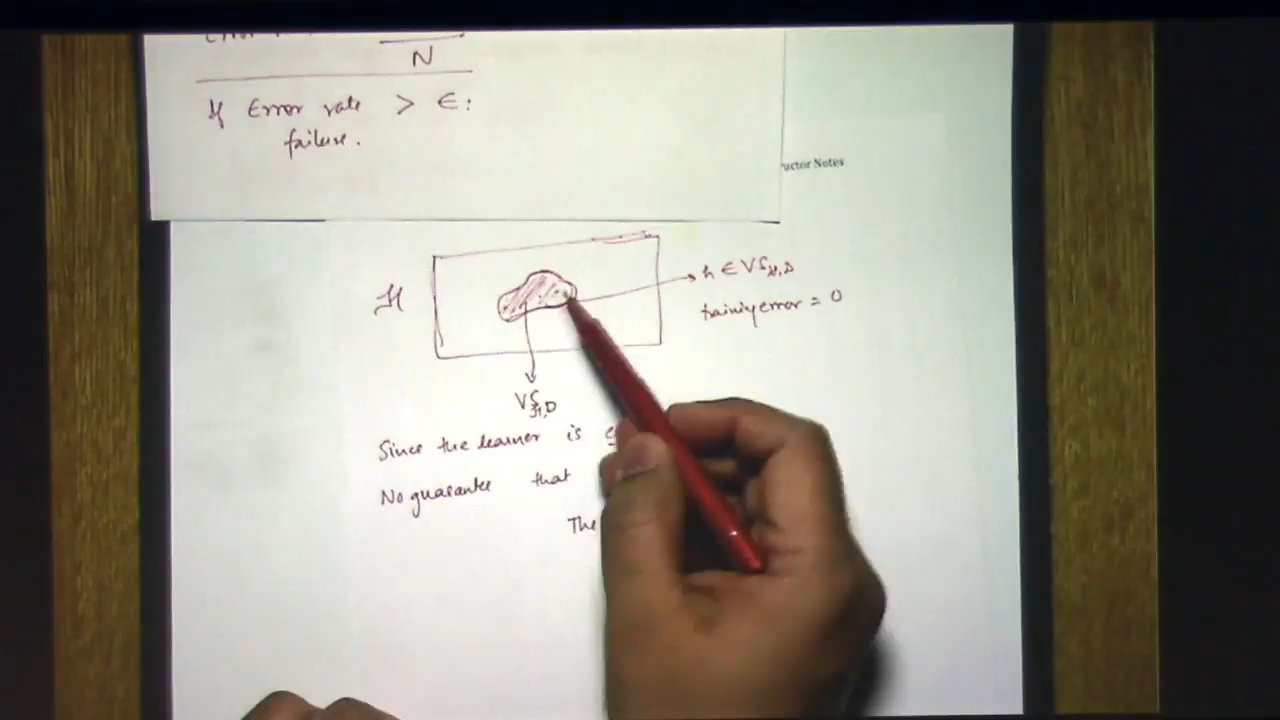 N
If Error rate > ∈:
failure.
uctor Notes
H
h ∈ VS_H,D
training error = 0
VS_H,D
Since the learner is
No guarantee that
The